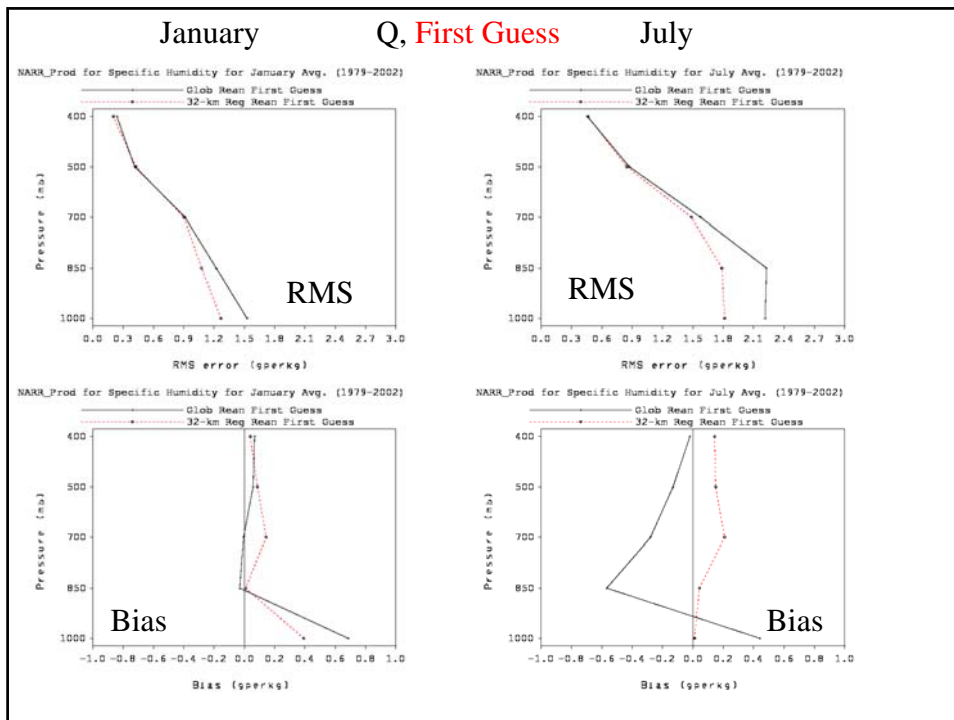 January Q, First Guess July
NARR_Prod for Specific Humidity for January Avg. (1979-2002)
Glob Rean First Guess
32-km Reg Rean First Guess
400
500
700
850
1000
Pressure (mb)
RMS
0.0 0.3 0.6 0.9 1.2 1.5 1.8 2.1 2.4 2.7 3.0
RMS error (gperkg)
NARR_Prod for Specific Humidity for July Avg. (1979-2002)
Glob Rean First Guess
32-km Reg Rean First Guess
400
500
700
850
1000
Pressure (mb)
RMS
0.0 0.3 0.6 0.9 1.2 1.5 1.8 2.1 2.4 2.7 3.0
RMS error (gperkg)
NARR_Prod for Specific Humidity for January Avg. (1979-2002)
Glob Rean First Guess
32-km Reg Rean First Guess
400
500
700
850
1000
Pressure (mb)
Bias
-1.0 -0.8 -0.6 -0.4 -0.2 0.0 0.2 0.4 0.6 0.8 1.0
Bias (gperkg)
NARR_Prod for Specific Humidity for July Avg. (1979-2002)
Glob Rean First Guess
32-km Reg Rean First Guess
400
500
700
850
1000
Pressure (mb)
Bias
-1.0 -0.8 -0.6 -0.4 -0.2 0.0 0.2 0.4 0.6 0.8 1.0
Bias (gperkg)